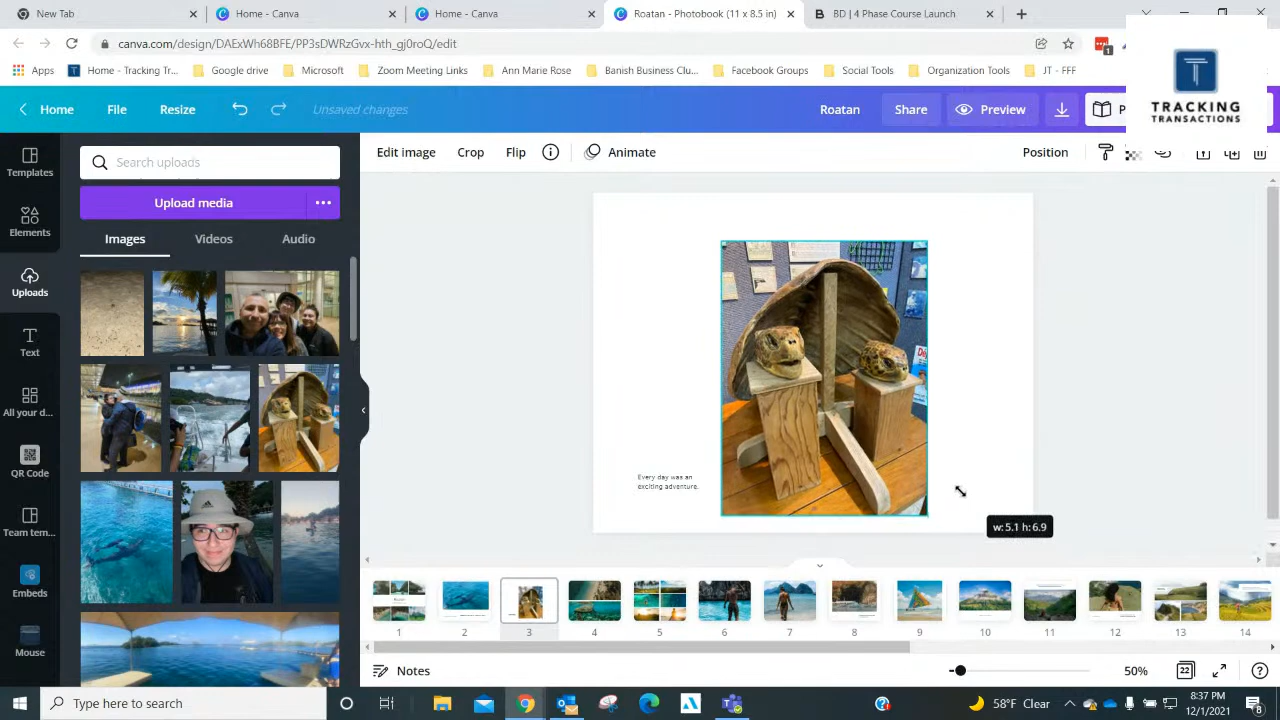 Home - Canva
Home - Canva
Roatan - Photobook (11 x 8.5 in)
BD | 4 Phase Course Launch
canva.com/design/DAExWh68BFE/PP3sDWRzGvx-hth_gj0roQ/edit
1
Apps
Home - Tracking Tr...
Google drive
Microsoft
Zoom Meeting Links
Ann Marie Rose
Banish Business Clu...
Facebook Groups
Social Tools
Organization Tools
JT - FFF
TRACKING
TRANSACTIONS
Home
File
Resize
Unsaved changes
Roatan
Share
Preview
Templates
Search uploads
Edit image
Crop
Flip
Animate
Position
Upload media
Elements
Images
Videos
Audio
Uploads
Text
All your d...
QR Code
Team tem...
Embeds
Mouse
Every day was an
exciting adventure.
w: 5.1 h: 6.9
1
2
3
4
5
6
7
8
9
10
11
12
13
14
Notes
50%
22
Type here to search
58°F Clear
8:37 PM
12/1/2021
8